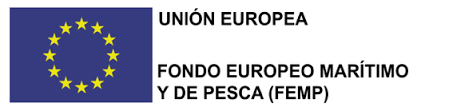 UNIÓN EUROPEA
FONDO EUROPEO MARÍTIMO
Y DE PESCA (FEMP)